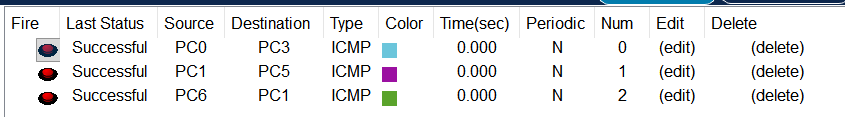 Fire Last Status Source Destination Type Color Time(sec) Periodic Num Edit Delete
Successful PC0 PC3 ICMP 0.000 N 0 (edit) (delete)
Successful PC1 PC5 ICMP 0.000 N 1 (edit) (delete)
Successful PC6 PC1 ICMP 0.000 N 2 (edit) (delete)